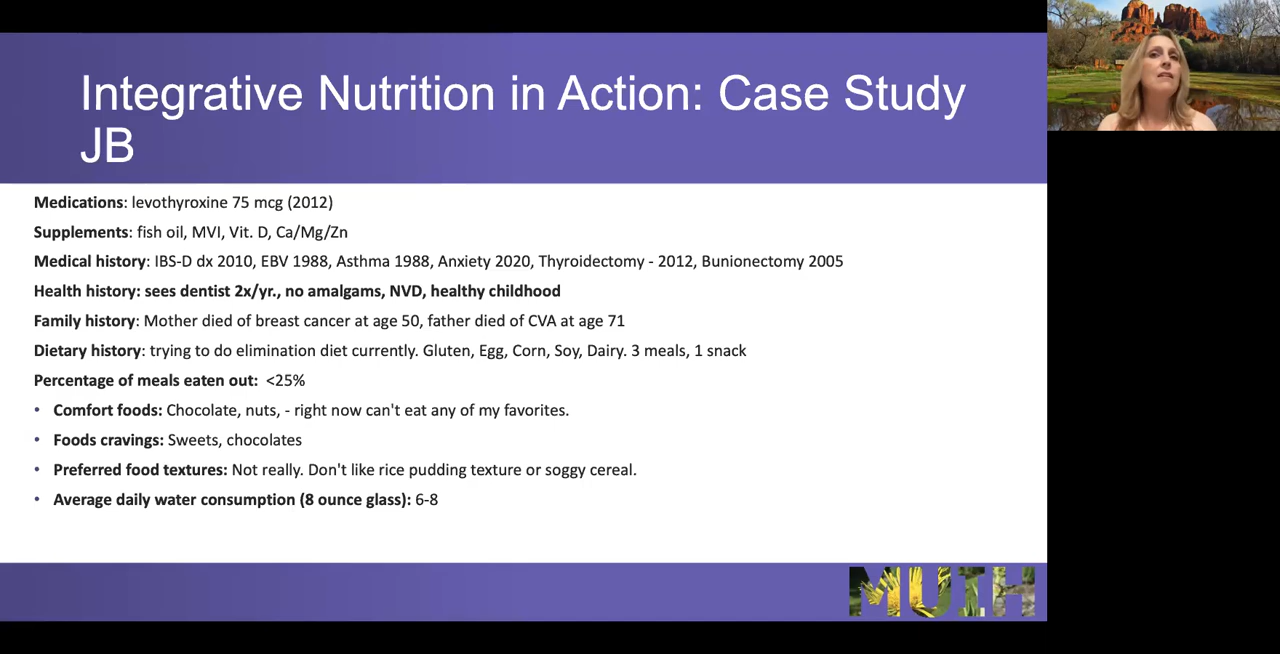 Integrative Nutrition in Action: Case Study
JB
Medications: levothyroxine 75 mcg (2012)
Supplements: fish oil, MVI, Vit. D, Ca/Mg/Zn
Medical history: IBS-D dx 2010, EBV 1988, Asthma 1988, Anxiety 2020, Thyroidectomy - 2012, Bunionectomy 2005
Health history: sees dentist 2x/yr., no amalgams, NVD, healthy childhood
Family history: Mother died of breast cancer at age 50, father died of CVA at age 71
Dietary history: trying to do elimination diet currently. Gluten, Egg, Corn, Soy, Dairy. 3 meals, 1 snack
Percentage of meals eaten out: <25%
• Comfort foods: Chocolate, nuts, - right now can't eat any of my favorites.
• Foods cravings: Sweets, chocolates
• Preferred food textures: Not really. Don't like rice pudding texture or soggy cereal.
• Average daily water consumption (8 ounce glass): 6-8
MUIH